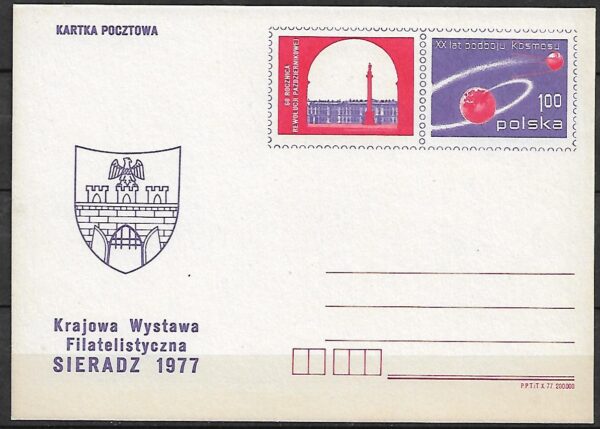 KARTKA POCZTOWA
60 ROCZNICA
REWOLUCJI PAŹDZIERNIKOWEJ
XX lat podboju Kosmosu
1 00
polska
Krajowa Wystawa
Filatelistyczna
SIERADZ 1977
P.P.T.iT. X. 77. 200.000